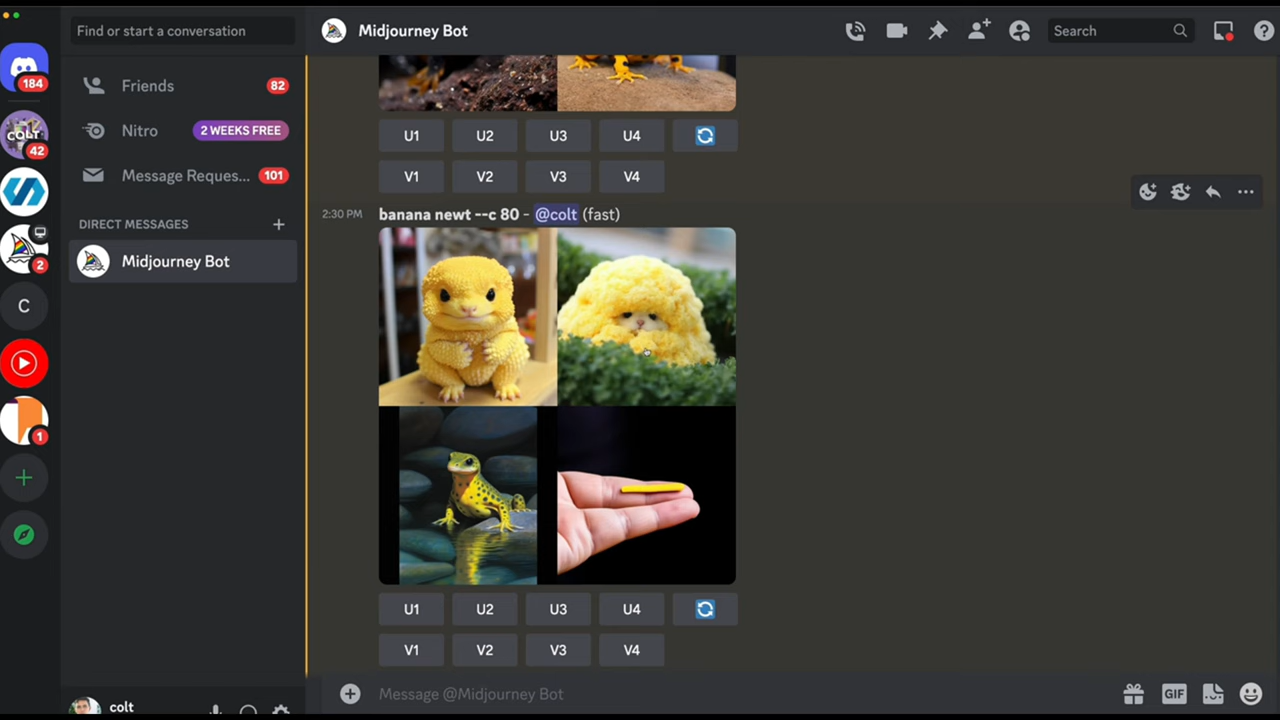 Find or start a conversation
Midjourney Bot
Search
184
Friends
82
COLT
42
Nitro
2 WEEKS FREE
Message Reques...
101
DIRECT MESSAGES
2
Midjourney Bot
C
1
U1 U2 U3 U4
V1 V2 V3 V4
2:30 PM
banana newt --c 80 - @colt (fast)
U1 U2 U3 U4
V1 V2 V3 V4
colt
Message @Midjourney Bot
GIF